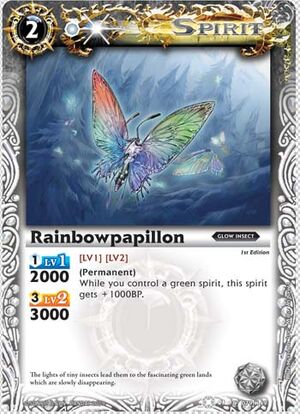 2
SPIRIT
Rainbowpapillon
GLOW INSECT
1st Edition
1 LV1
2000
3 LV2
3000
[LV1] [LV2]
(Permanent)
While you control a green spirit, this spirit
gets +1000BP.
The lights of tiny insects lead them to the fascinating green lands
which are slowly disappearing.